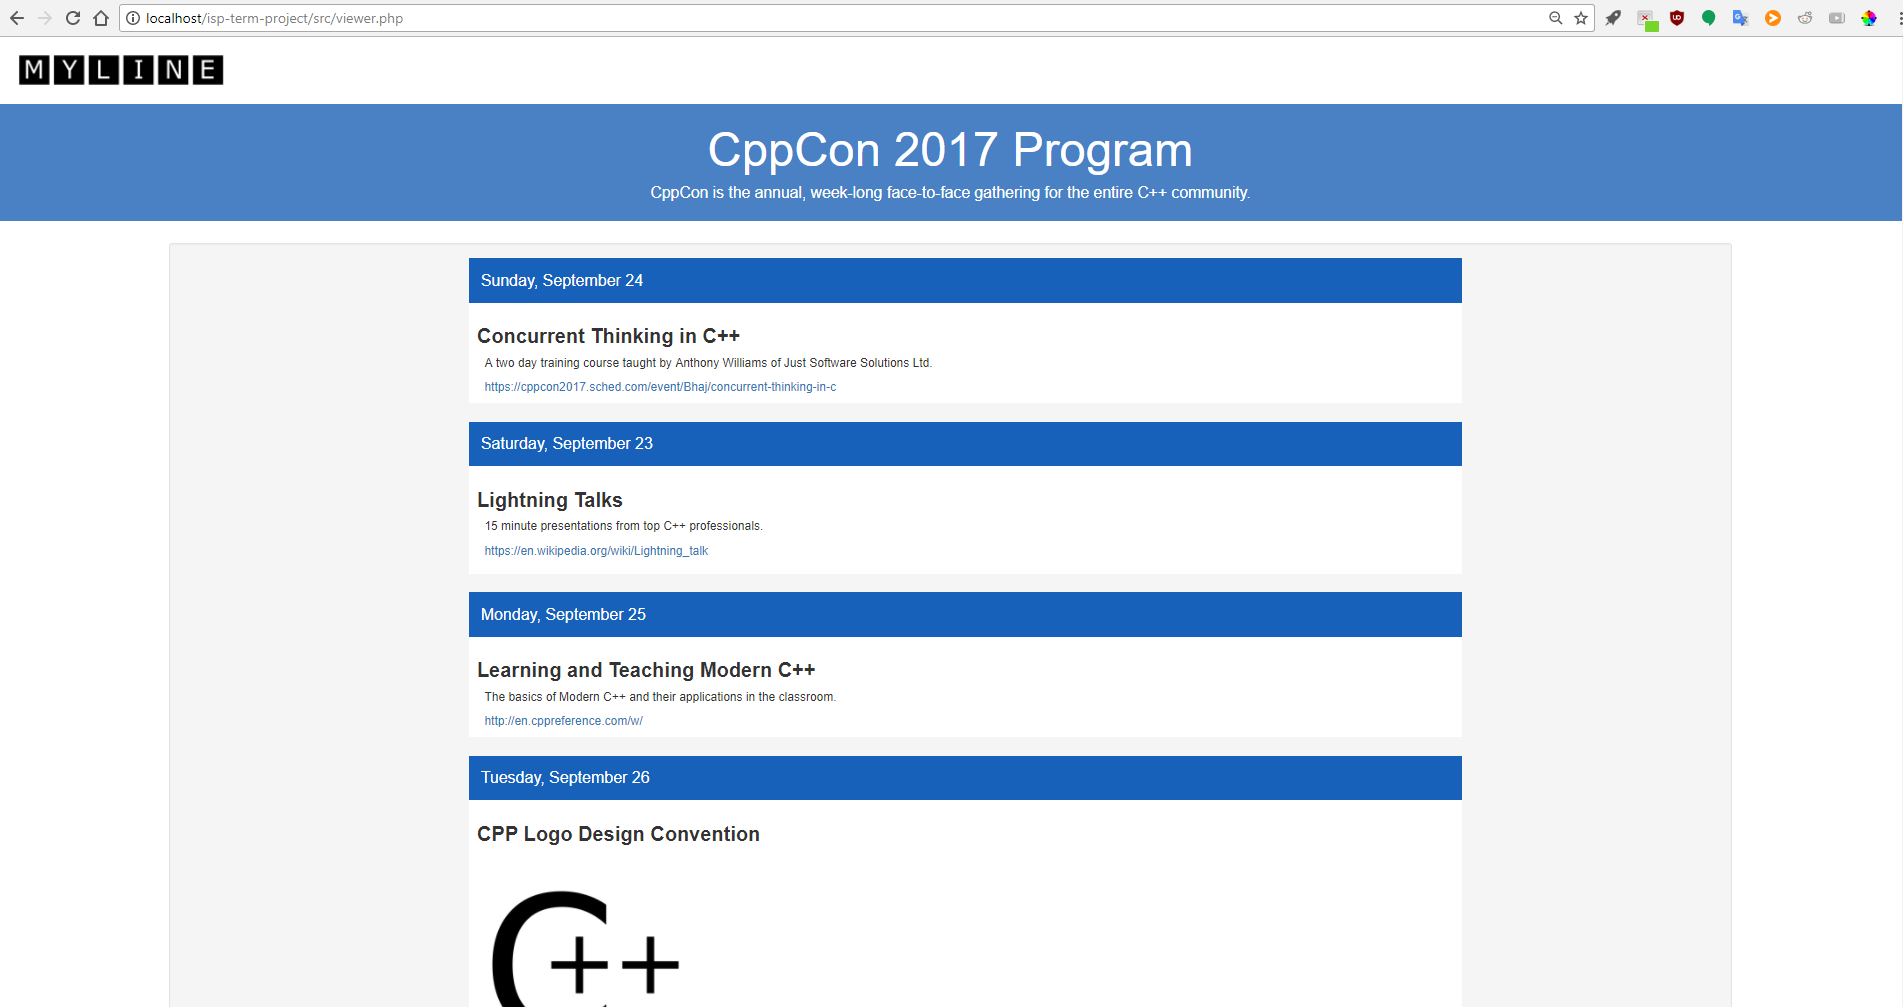 localhost/isp-term-project/src/viewer.php
MYLINE
CppCon 2017 Program
CppCon is the annual, week-long face-to-face gathering for the entire C++ community.
Sunday, September 24
Concurrent Thinking in C++
A two day training course taught by Anthony Williams of Just Software Solutions Ltd.
https://cppcon2017.sched.com/event/Bhaj/concurrent-thinking-in-c
Saturday, September 23
Lightning Talks
15 minute presentations from top C++ professionals.
https://en.wikipedia.org/wiki/Lightning_talk
Monday, September 25
Learning and Teaching Modern C++
The basics of Modern C++ and their applications in the classroom.
http://en.cppreference.com/w/
Tuesday, September 26
CPP Logo Design Convention
C++